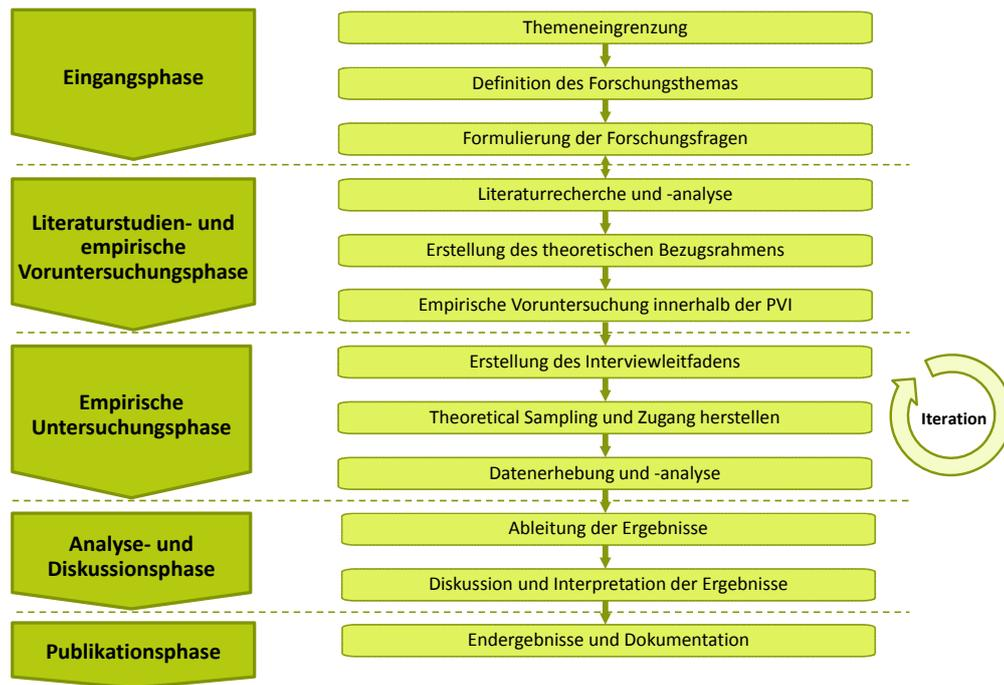 Eingangsphase
Themeneingrenzung
Definition des Forschungsthemas
Formulierung der Forschungsfragen
Literaturstudien- und
empirische
Voruntersuchungsphase
Literaturrecherche und -analyse
Erstellung des theoretischen Bezugsrahmens
Empirische Voruntersuchung innerhalb der PVI
Empirische
Untersuchungsphase
Erstellung des Interviewleitfadens
Theoretical Sampling und Zugang herstellen
Datenerhebung und -analyse
Iteration
Analyse- und
Diskussionsphase
Ableitung der Ergebnisse
Diskussion und Interpretation der Ergebnisse
Publikationsphase
Endergebnisse und Dokumentation